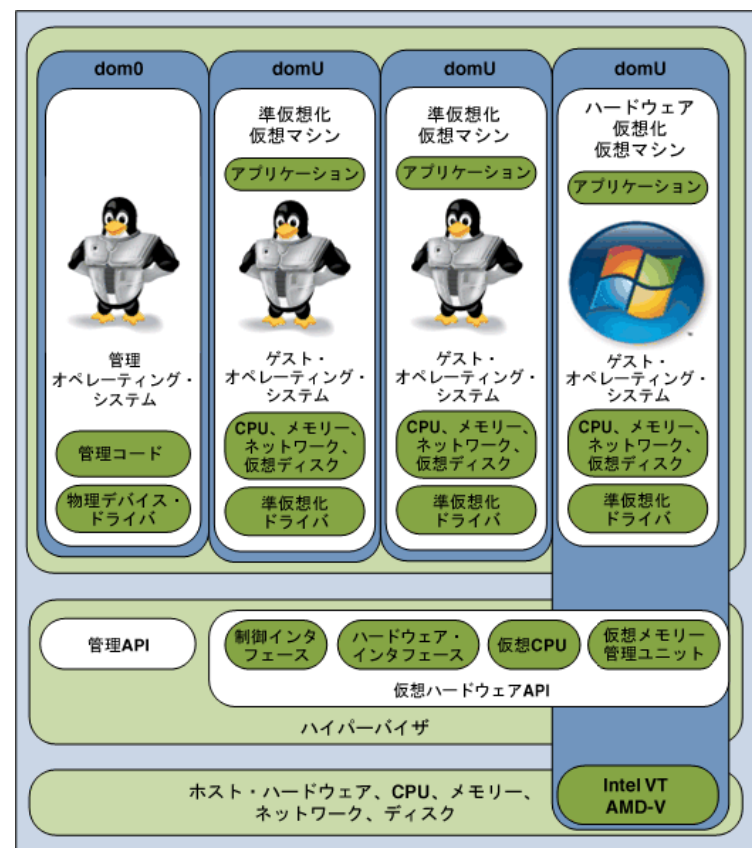 dom0
管理
オペレーティング・
システム
管理コード
物理デバイス・
ドライバ
domU
準仮想化
仮想マシン
アプリケーション
ゲスト・
オペレーティング・
システム
CPU、メモリー、
ネットワーク、
仮想ディスク
準仮想化
ドライバ
domU
準仮想化
仮想マシン
アプリケーション
ゲスト・
オペレーティング・
システム
CPU、メモリー、
ネットワーク、
仮想ディスク
準仮想化
ドライバ
domU
ハードウェア
仮想化
仮想マシン
アプリケーション
ゲスト・
オペレーティング・
システム
CPU、メモリー、
ネットワーク、
仮想ディスク
準仮想化
ドライバ
管理API
制御インタ
フェース
ハードウェア・
インタフェース
仮想CPU
仮想メモリー
管理ユニット
仮想ハードウェアAPI
ハイパーバイザ
ホスト・ハードウェア、CPU、メモリー、
ネットワーク、ディスク
Intel VT
AMD-V